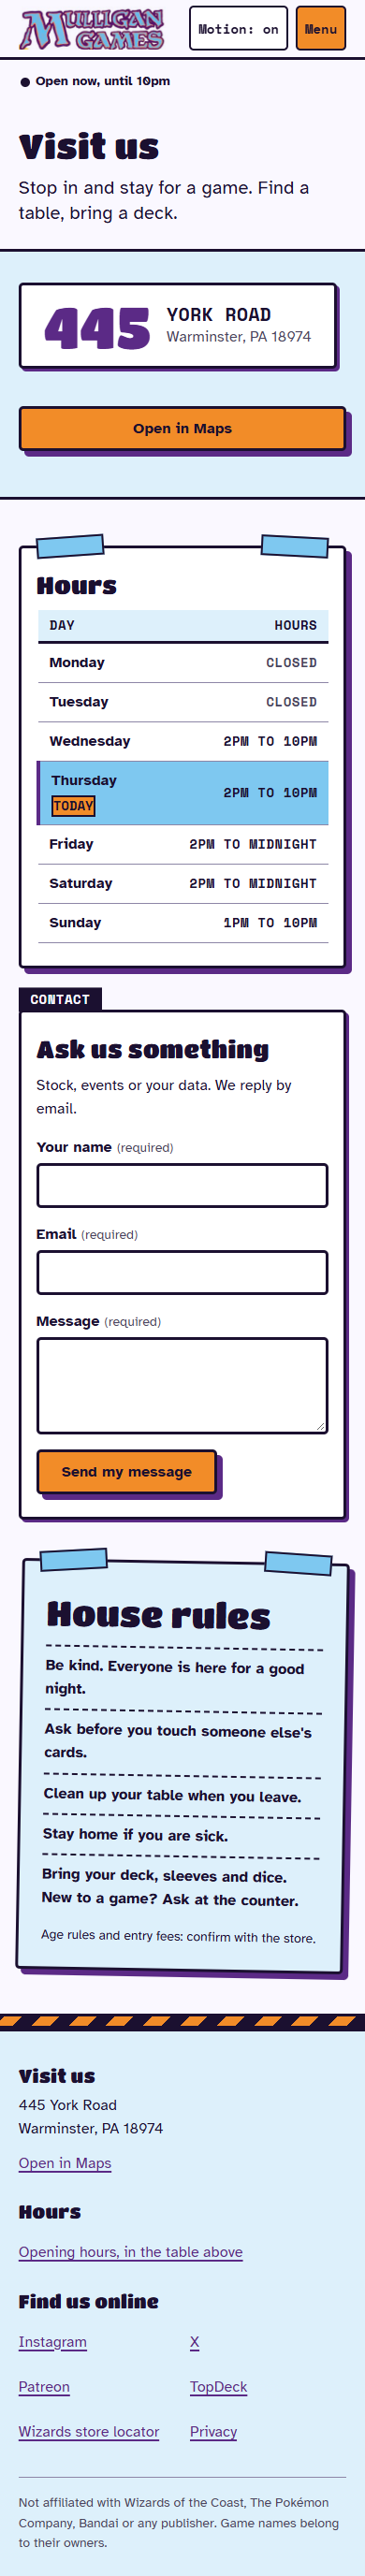 MULLIGAN
GAMES
Motion: on
Menu
Open now, until 10pm
Visit us
Stop in and stay for a game. Find a
table, bring a deck.
445
YORK ROAD
Warminster, PA 18974
Open in Maps
Hours
DAY HOURS
Monday CLOSED
Tuesday CLOSED
Wednesday 2PM TO 10PM
Thursday
TODAY
2PM TO 10PM
Friday 2PM TO MIDNIGHT
Saturday 2PM TO MIDNIGHT
Sunday 1PM TO 10PM
CONTACT
Ask us something
Stock, events or your data. We reply by
email.
Your name (required)
Email (required)
Message (required)
Send my message
House rules
Be kind. Everyone is here for a good
night.
Ask before you touch someone else's
cards.
Clean up your table when you leave.
Stay home if you are sick.
Bring your deck, sleeves and dice.
New to a game? Ask at the counter.
Age rules and entry fees: confirm with the store.
Visit us
445 York Road
Warminster, PA 18974
Open in Maps
Hours
Opening hours, in the table above
Find us online
Instagram X
Patreon TopDeck
Wizards store locator Privacy
Not affiliated with Wizards of the Coast, The Pokémon
Company, Bandai or any publisher. Game names belong
to their owners.